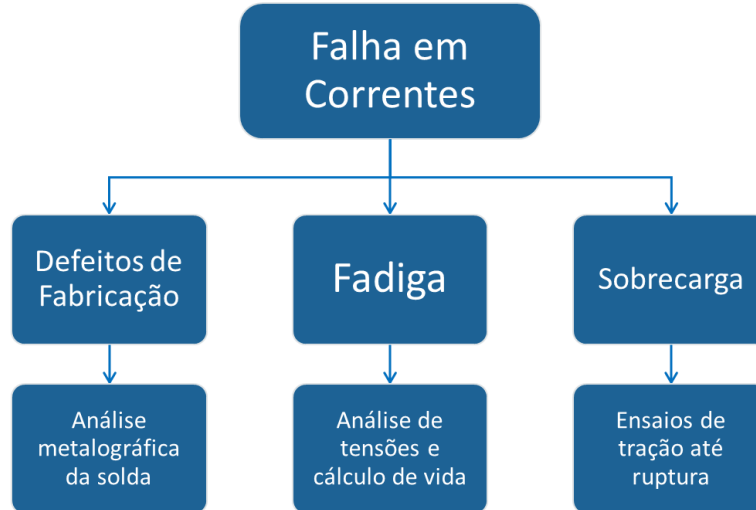 Falha em
Correntes
Defeitos de
Fabricação
Fadiga
Sobrecarga
Análise
metalográfica
da solda
Análise de
tensões e
cálculo de vida
Ensaios de
tração até
ruptura